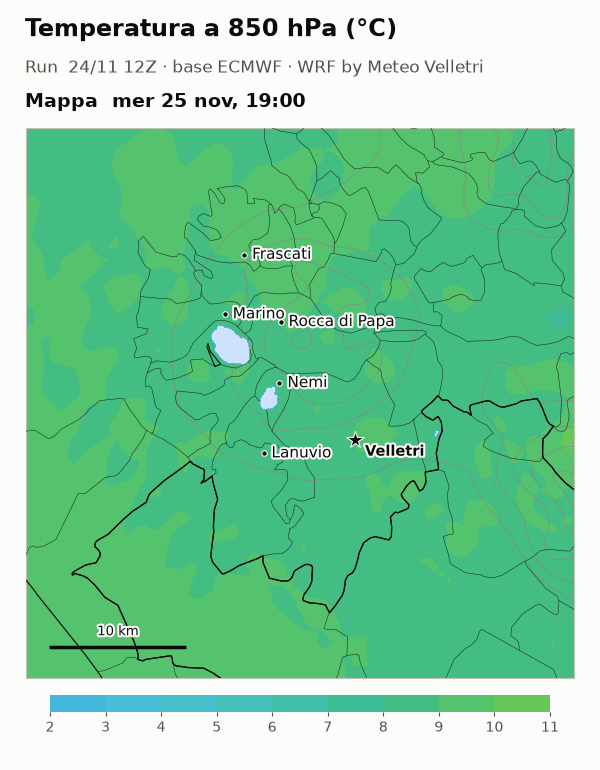 Temperatura a 850 hPa (°C)
Run  24/11 12Z · base ECMWF · WRF by Meteo Velletri
Mappa  mer 25 nov, 19:00
Frascati
Marino
Rocca di Papa
Nemi
Velletri
Lanuvio
10 km
2 3 4 5 6 7 8 9 10 11